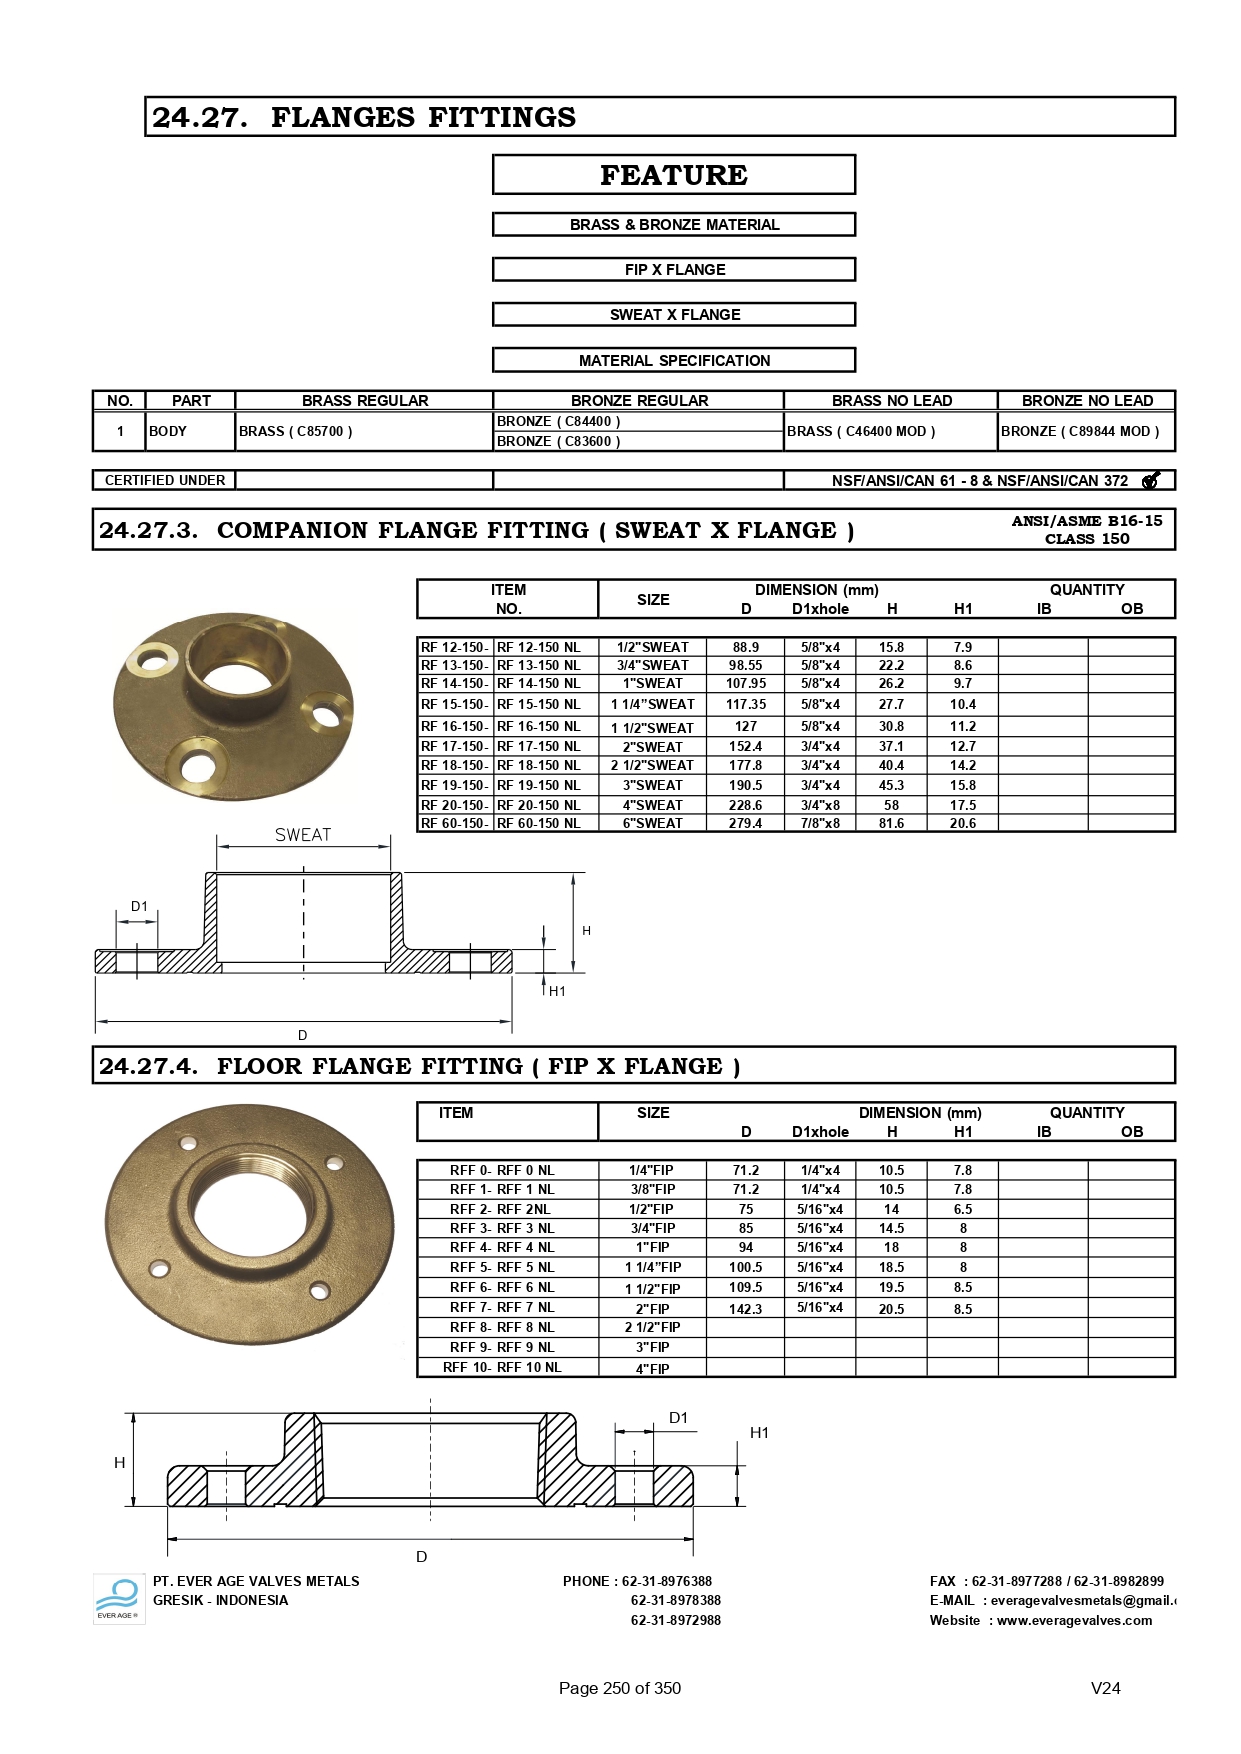 24.27. FLANGES FITTINGS
FEATURE
BRASS & BRONZE MATERIAL
FIP X FLANGE
SWEAT X FLANGE
MATERIAL SPECIFICATION
NO. PART BRASS REGULAR BRONZE REGULAR BRASS NO LEAD BRONZE NO LEAD
1 BODY BRASS ( C85700 ) BRONZE ( C84400 ) BRASS ( C46400 MOD ) BRONZE ( C89844 MOD )
BRONZE ( C83600 )
CERTIFIED UNDER NSF/ANSI/CAN 61 - 8 & NSF/ANSI/CAN 372
24.27.3. COMPANION FLANGE FITTING ( SWEAT X FLANGE ) ANSI/ASME B16-15
CLASS 150
ITEM SIZE DIMENSION (mm) QUANTITY
NO. D D1xhole H H1 IB OB
RF 12-150- RF 12-150 NL 1/2"SWEAT 88.9 5/8"x4 15.8 7.9
RF 13-150- RF 13-150 NL 3/4"SWEAT 98.55 5/8"x4 22.2 8.6
RF 14-150- RF 14-150 NL 1"SWEAT 107.95 5/8"x4 26.2 9.7
RF 15-150- RF 15-150 NL 1 1/4”SWEAT 117.35 5/8"x4 27.7 10.4
RF 16-150- RF 16-150 NL 1 1/2"SWEAT 127 5/8"x4 30.8 11.2
RF 17-150- RF 17-150 NL 2"SWEAT 152.4 3/4"x4 37.1 12.7
RF 18-150- RF 18-150 NL 2 1/2"SWEAT 177.8 3/4"x4 40.4 14.2
RF 19-150- RF 19-150 NL 3"SWEAT 190.5 3/4"x4 45.3 15.8
RF 20-150- RF 20-150 NL 4"SWEAT 228.6 3/4"x8 58 17.5
RF 60-150- RF 60-150 NL 6"SWEAT 279.4 7/8"x8 81.6 20.6
SWEAT
D1
H
H1
D
24.27.4. FLOOR FLANGE FITTING ( FIP X FLANGE )
ITEM SIZE DIMENSION (mm) QUANTITY
D D1xhole H H1 IB OB
RFF 0- RFF 0 NL 1/4"FIP 71.2 1/4"x4 10.5 7.8
RFF 1- RFF 1 NL 3/8"FIP 71.2 1/4"x4 10.5 7.8
RFF 2- RFF 2NL 1/2"FIP 75 5/16"x4 14 6.5
RFF 3- RFF 3 NL 3/4"FIP 85 5/16"x4 14.5 8
RFF 4- RFF 4 NL 1"FIP 94 5/16"x4 18 8
RFF 5- RFF 5 NL 1 1/4”FIP 100.5 5/16"x4 18.5 8
RFF 6- RFF 6 NL 1 1/2"FIP 109.5 5/16"x4 19.5 8.5
RFF 7- RFF 7 NL 2"FIP 142.3 5/16"x4 20.5 8.5
RFF 8- RFF 8 NL 2 1/2"FIP
RFF 9- RFF 9 NL 3"FIP
RFF 10- RFF 10 NL 4"FIP
D1
H1
H
D
PT. EVER AGE VALVES METALS PHONE : 62-31-8976388 FAX : 62-31-8977288 / 62-31-8982899
GRESIK - INDONESIA 62-31-8978388 E-MAIL : everagevalvesmetals@gmail.
EVER AGE ® 62-31-8972988 Website : www.everagevalves.com
Page 250 of 350 V24